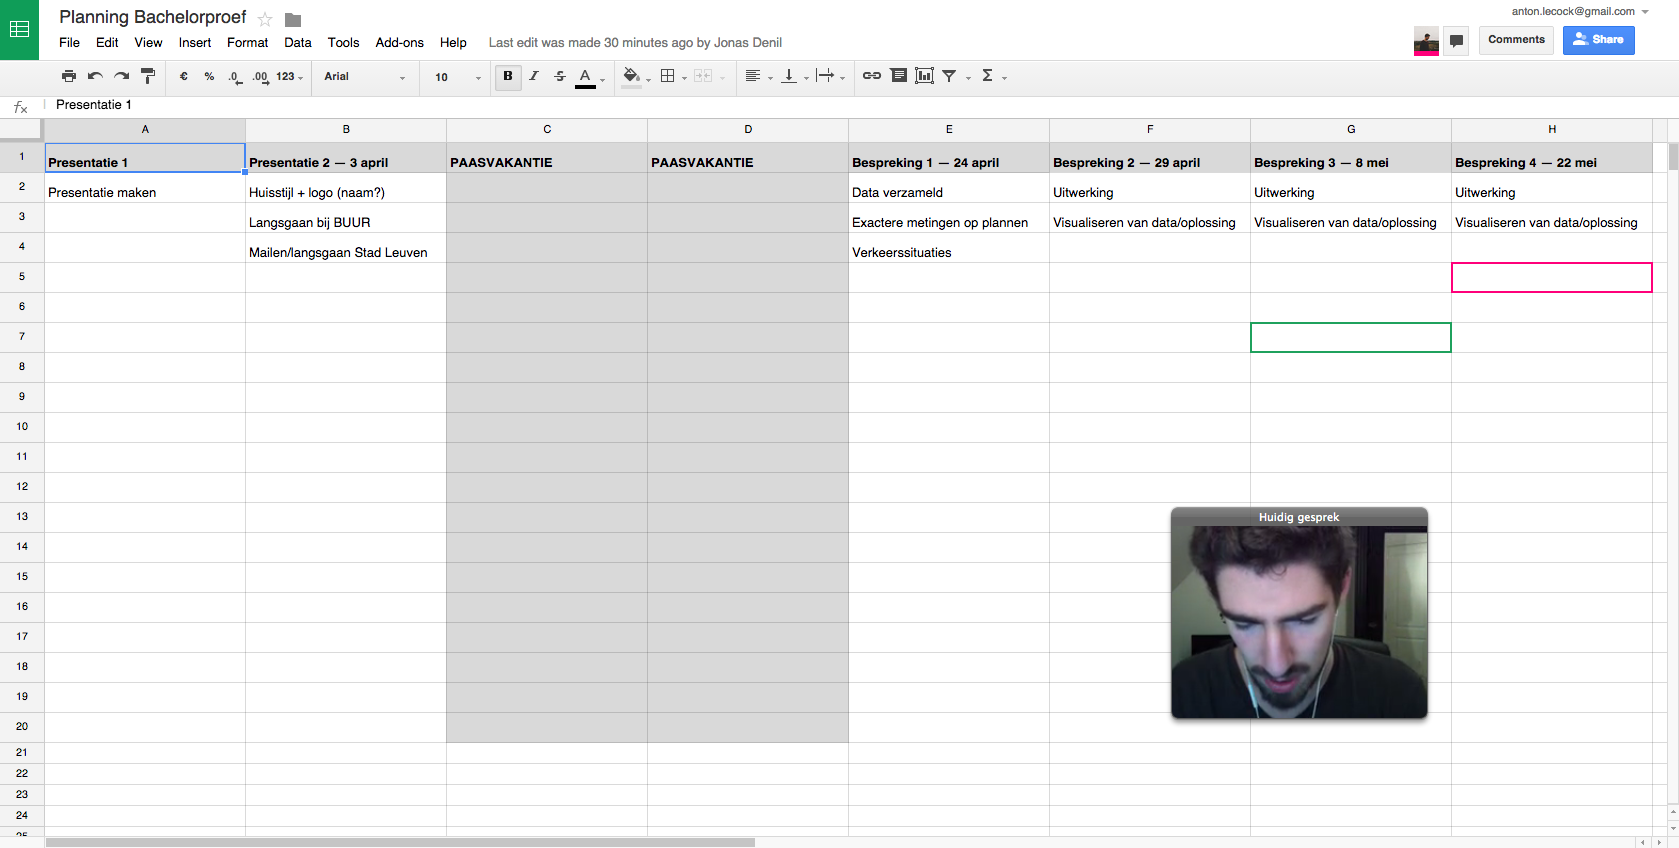 Planning Bachelorproef
anton.lecock@gmail.com
File Edit View Insert Format Data Tools Add-ons Help Last edit was made 30 minutes ago by Jonas Denil
Comments Share
€ % .0 .00 123 Arial 10 B I S A Σ
fx Presentatie 1
A B C D E F G H
1 Presentatie 1 Presentatie 2 — 3 april PAASVAKANTIE PAASVAKANTIE Bespreking 1 — 24 april Bespreking 2 — 29 april Bespreking 3 — 8 mei Bespreking 4 — 22 mei
2 Presentatie maken Huisstijl + logo (naam?) Data verzameld Uitwerking Uitwerking Uitwerking
3 Langsgaan bij BUUR Exactere metingen op plannen Visualiseren van data/oplossing Visualiseren van data/oplossing Visualiseren van data/oplossing
4 Mailen/langsgaan Stad Leuven Verkeerssituaties
5
6
7
8
9
10
11
12
13
Huidig gesprek
14
15
16
17
18
19
20
21
22
23
24
25